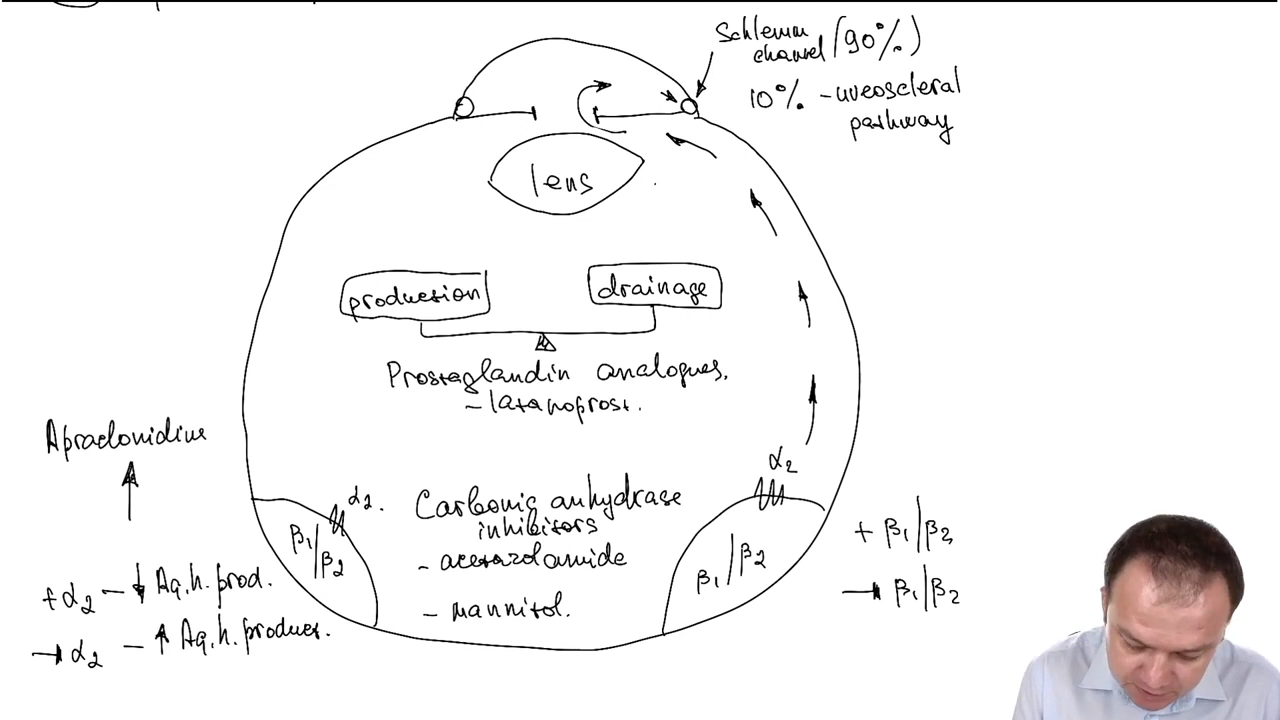 Schlemm
channel (90%)
10% - uveoscleral
pathway
lens
production
drainage
Prostaglandin analogues.
- latanoprost.
Apraclonidine
α2
α2.
Carbonic anhydrase
inhibitors
- acetazolamide
- mannitol.
β1/β2
β1/β2
+ β1/β2
β1/β2
+ α2 - ↓ Aq.h. prod.
α2 - ↑ Aq.h. product.